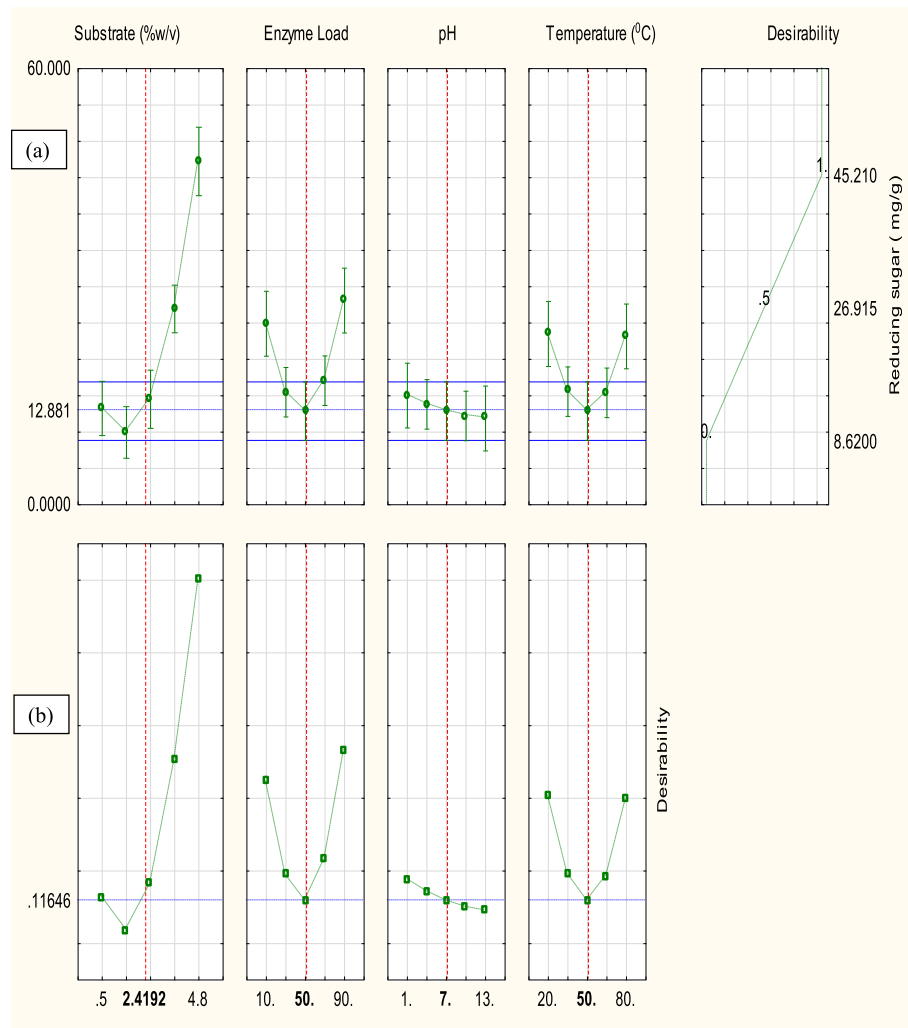 Substrate (%w/v) Enzyme Load pH Temperature (⁰C) Desirability
60.000
(a)
1.
45.210
.5
26.915
Reducing sugar ( mg/g)
12.881
0.
8.6200
0.0000
(b)
Desirability
.11646
.5 2.4192 4.8 10. 50. 90. 1. 7. 13. 20. 50. 80.